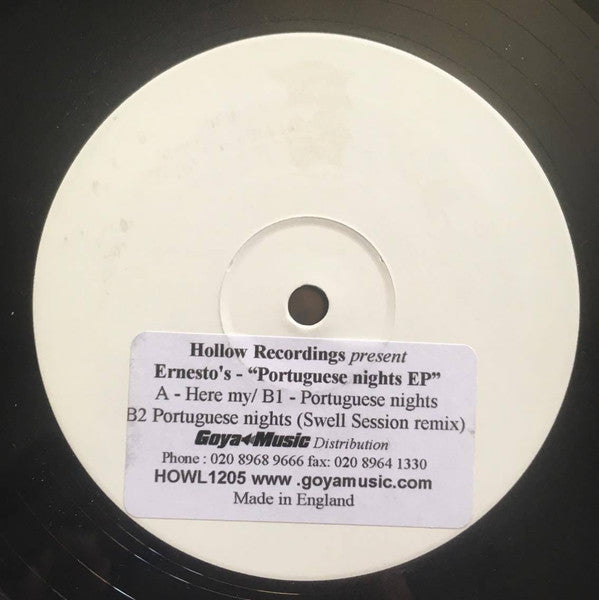 Hollow Recordings present
Ernesto's - “Portuguese nights EP”
A - Here my/ B1 - Portuguese nights
B2 Portuguese nights (Swell Session remix)
Goya Music Distribution
Phone : 020 8968 9666 fax: 020 8964 1330
HOWL1205 www .goyamusic.com
Made in England